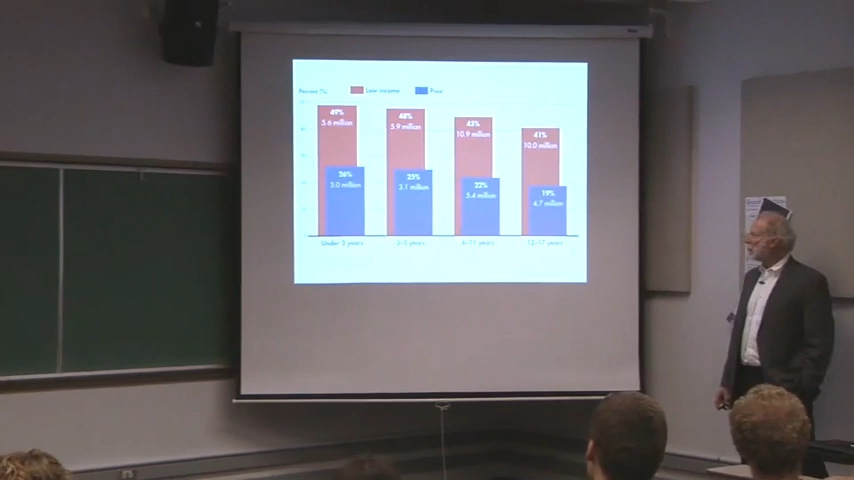 Percent (%)
Low-income
Poor
49%
5.6 million
48%
5.9 million
45%
10.9 million
41%
10.0 million
26%
3.0 million
25%
3.1 million
22%
5.4 million
19%
4.7 million
Under 3 years
3–5 years
6–11 years
12–17 years